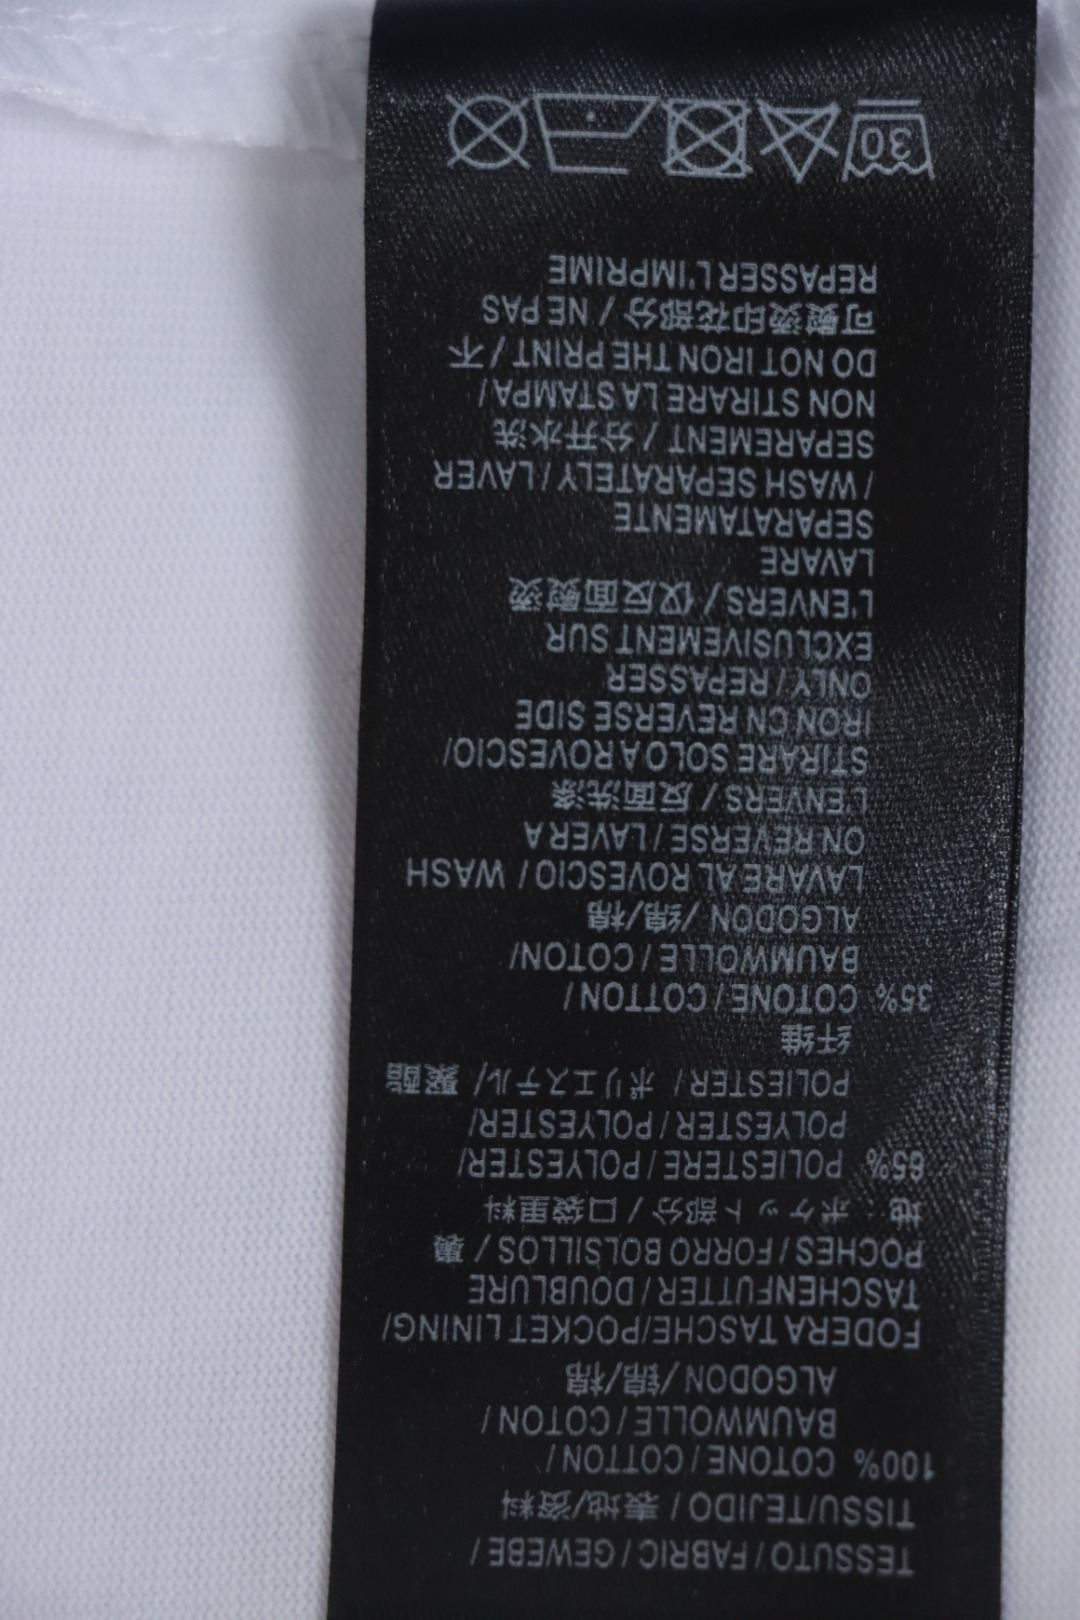 TESSUTO / FABRIC / GEWEBE /
TISSU/TEJIDO / 表地/资料
100% COTONE / COTTON /
BAUMWOLLE / COTON /
ALGODON /锦/棉
FODERA TASCHE/POCKET LINING/
TASCHENFUTTER / DOUBLURE
POCHES / FORRO BOLSILLOS / 裏
地: ポケット部分 / 口袋里料
65% POLIESTERE / POLYESTER/
POLYESTER / POLYESTER/
POLIESTER / ポリエステル/ 聚酯
纤维
35% COTONE / COTTON /
BAUMWOLLE / COTON/
ALGODON /绵/棉
LAVARE AL ROVESCIO / WASH
ON REVERSE / LAVER A
L'ENVERS / 反面洗涤
STIRARE SOLO A ROVESCIO/
IRON CN REVERSE SIDE
ONLY / REPASSER
EXCLUSIVEMENT SUR
L'ENVERS / 仅反面熨烫
LAVARE
SEPARATAMENTE
/ WASH SEPARATELY / LAVER
SEPAREMENT / 分开水洗
NON STIRARE LA STAMPA/
DO NOT IRON THE PRINT / 不
可熨烫印花部分 / NE PAS
REPASSER L'IMPRIME
30